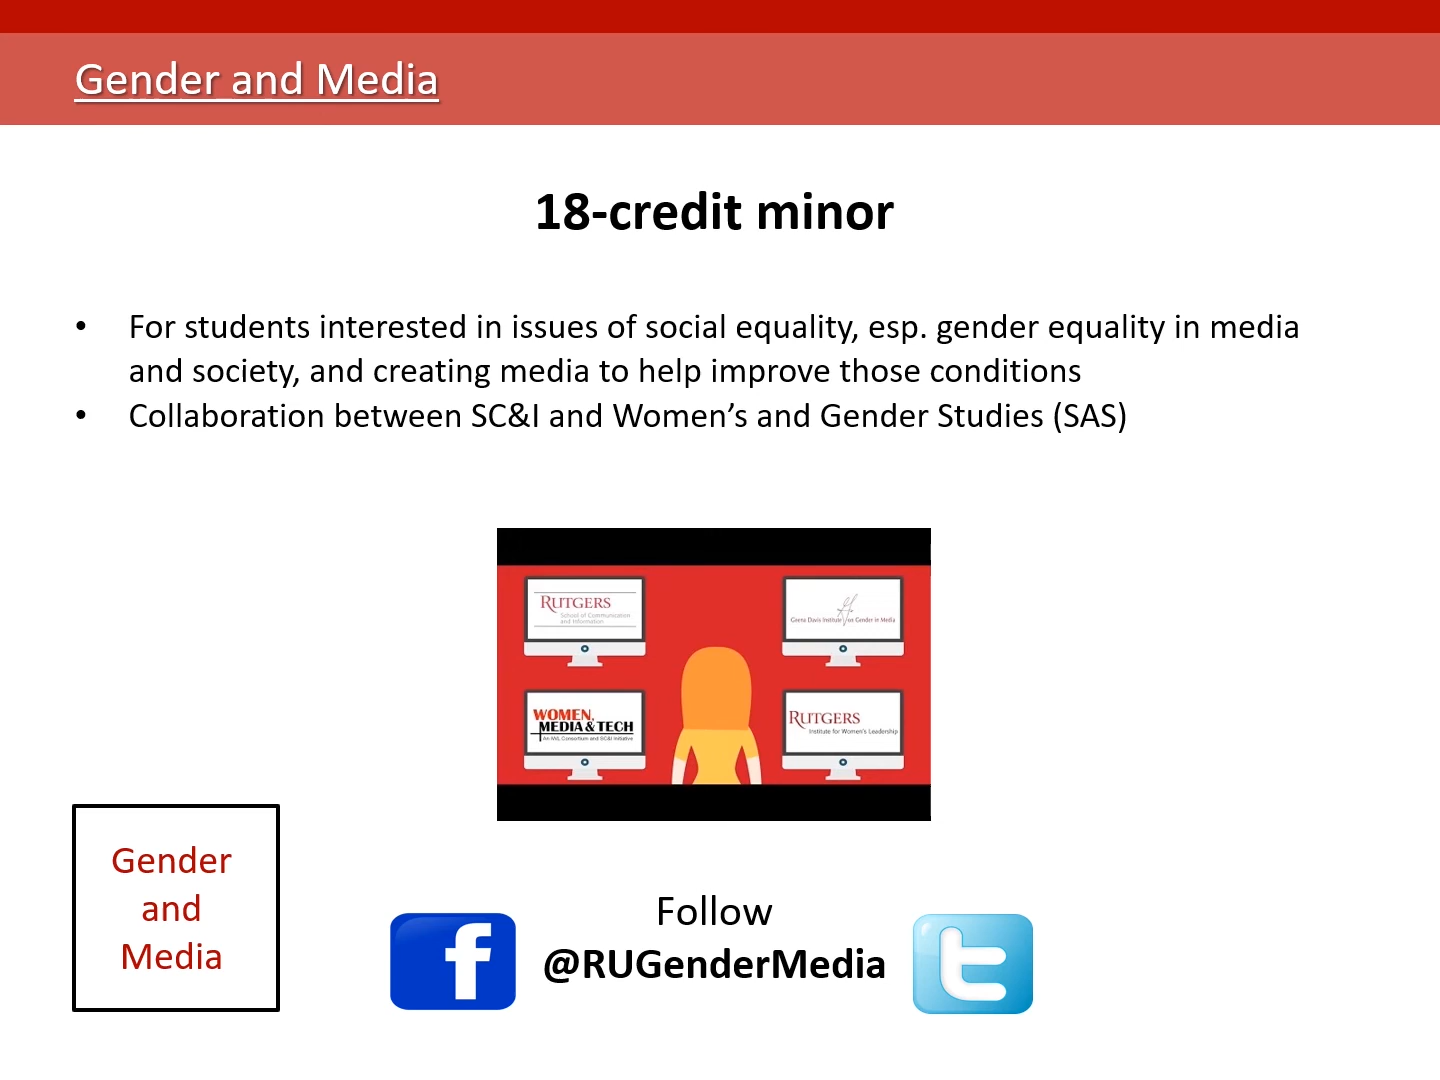 Gender and Media
18-credit minor
• For students interested in issues of social equality, esp. gender equality in media
and society, and creating media to help improve those conditions
• Collaboration between SC&I and Women’s and Gender Studies (SAS)
RUTGERS
School of Communication
and Information
Geena Davis Institute on Gender in Media
WOMEN,
MEDIA & TECH
An IWL Consortium and SC&I Initiative
RUTGERS
Institute for Women's Leadership
Gender
and
Media
f
Follow
@RUGenderMedia
t